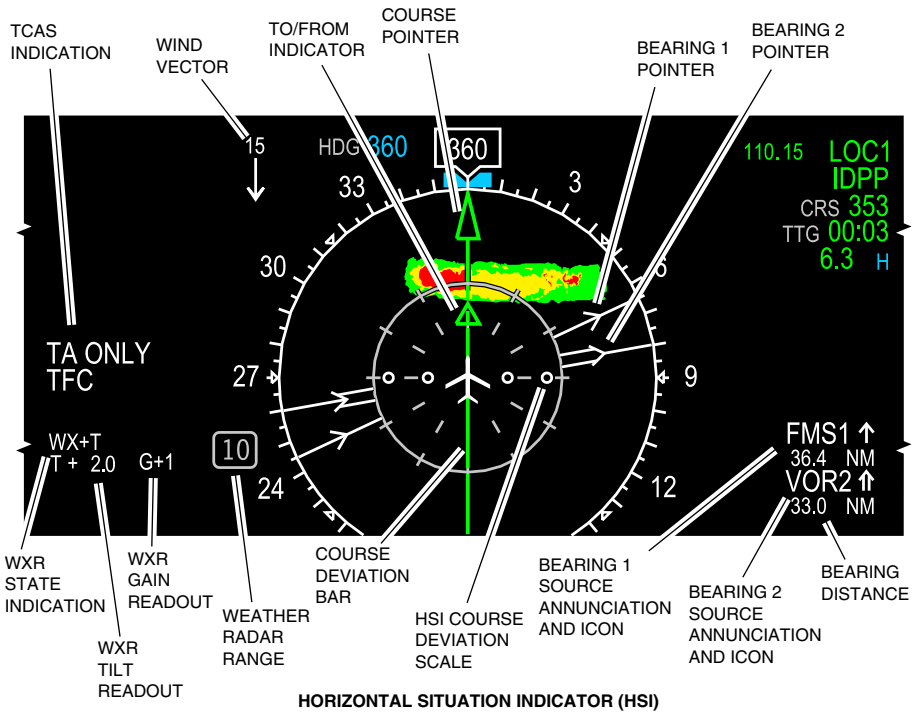 TCAS
INDICATION
WIND
VECTOR
TO/FROM
INDICATOR
COURSE
POINTER
BEARING 1
POINTER
BEARING 2
POINTER
15
HDG 360
360
110.15 LOC1
IDPP
CRS 353
TTG 00:03
6.3 H
33
3
30
6
27
9
24
12
TA ONLY
TFC
WX+T
T + 2.0 G+1
10
FMS1 ↑
36.4 NM
VOR2 ⇑
33.0 NM
WXR
STATE
INDICATION
WXR
TILT
READOUT
WXR
GAIN
READOUT
WEATHER
RADAR
RANGE
COURSE
DEVIATION
BAR
HSI COURSE
DEVIATION
SCALE
BEARING 1
SOURCE
ANNUNCIATION
AND ICON
BEARING 2
SOURCE
ANNUNCIATION
AND ICON
BEARING
DISTANCE
HORIZONTAL SITUATION INDICATOR (HSI)